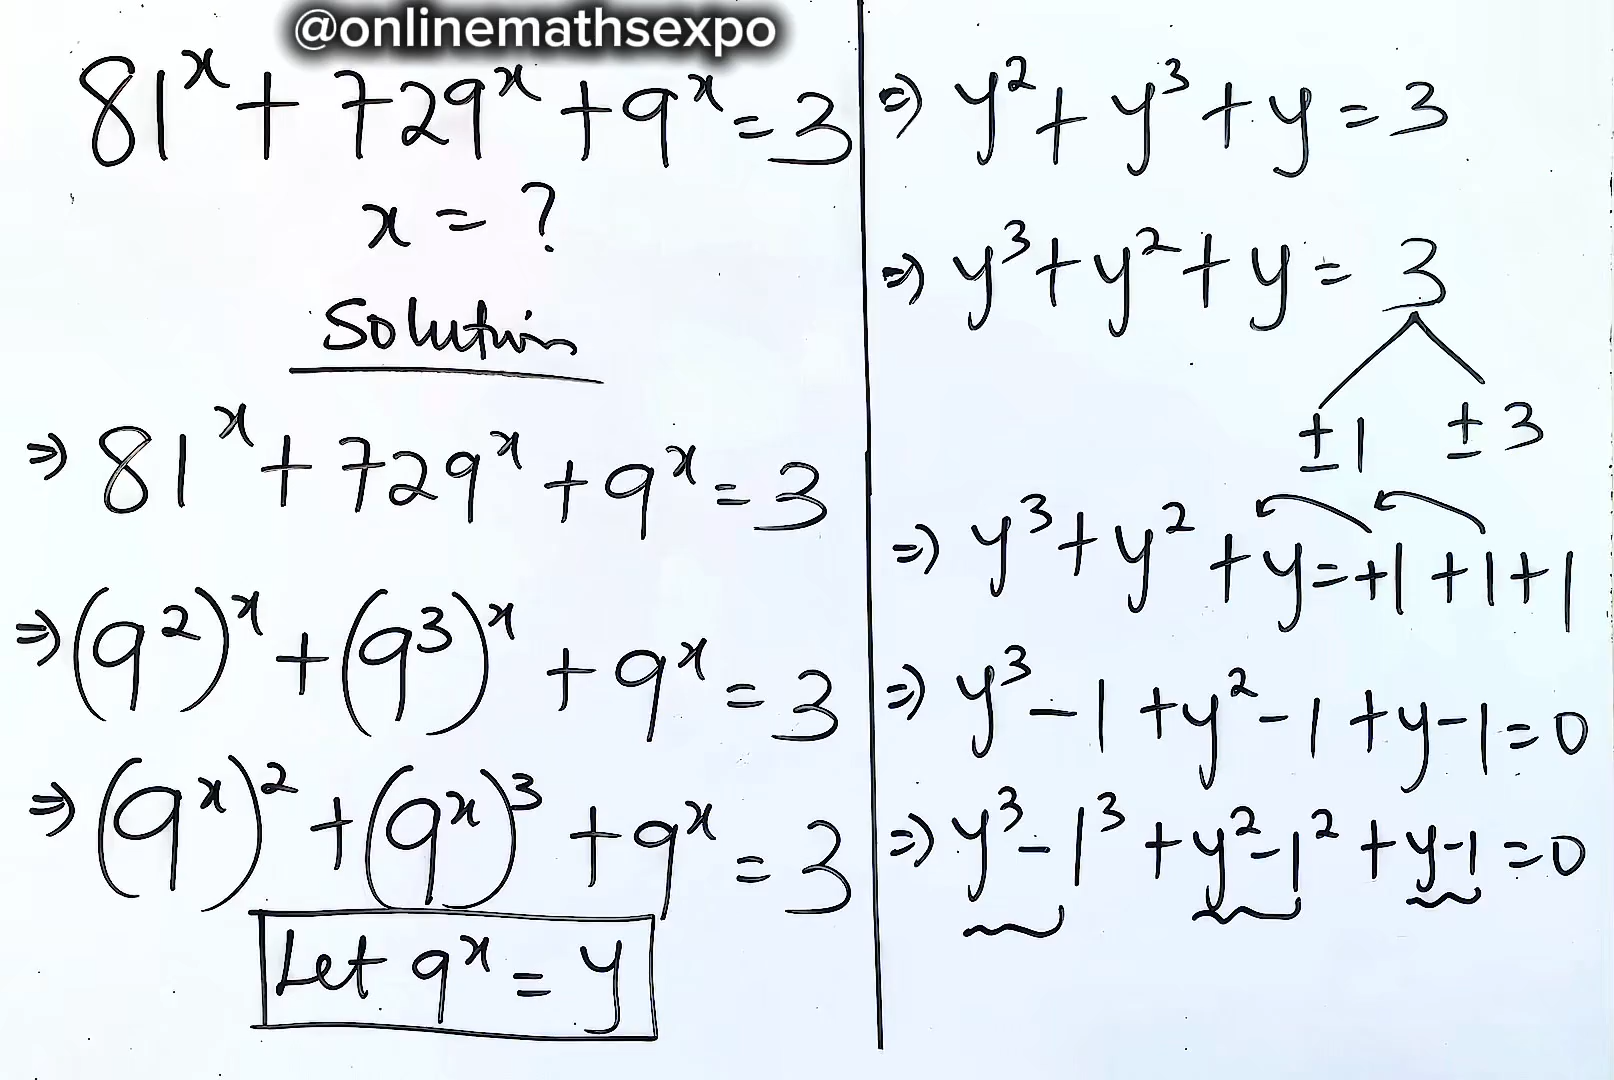 @onlinemathsexpo
81^x + 729^x + 9^x = 3
x = ?
Solution
⇒ 81^x + 729^x + 9^x = 3
⇒ (9^2)^x + (9^3)^x + 9^x = 3
⇒ (9^x)^2 + (9^x)^3 + 9^x = 3
Let 9^x = y
⇒ y^2 + y^3 + y = 3
⇒ y^3 + y^2 + y = 3
±1 ±3
⇒ y^3 + y^2 + y = +1 +1 +1
⇒ y^3 - 1 + y^2 - 1 + y - 1 = 0
⇒ y^3 - 1^3 + y^2 - 1^2 + y - 1 = 0